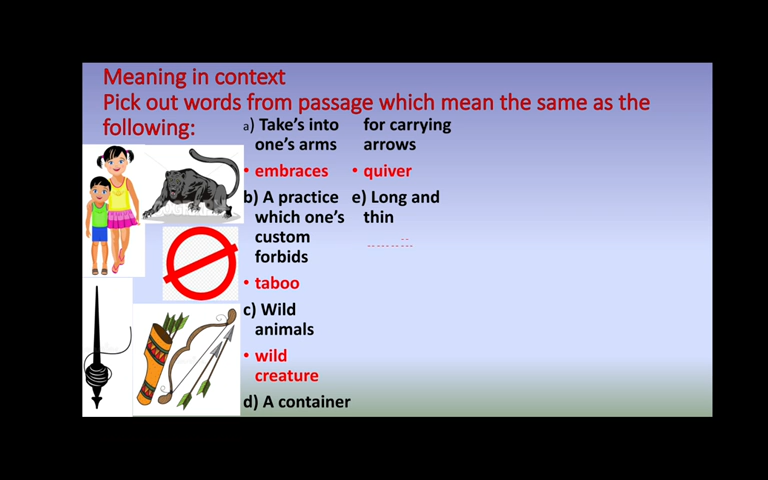 Meaning in context
Pick out words from passage which mean the same as the
following:
a) Take's into
one's arms
• embraces
b) A practice
which one's
custom
forbids
• taboo
c) Wild
animals
• wild
creature
d) A container
for carrying
arrows
• quiver
e) Long and
thin